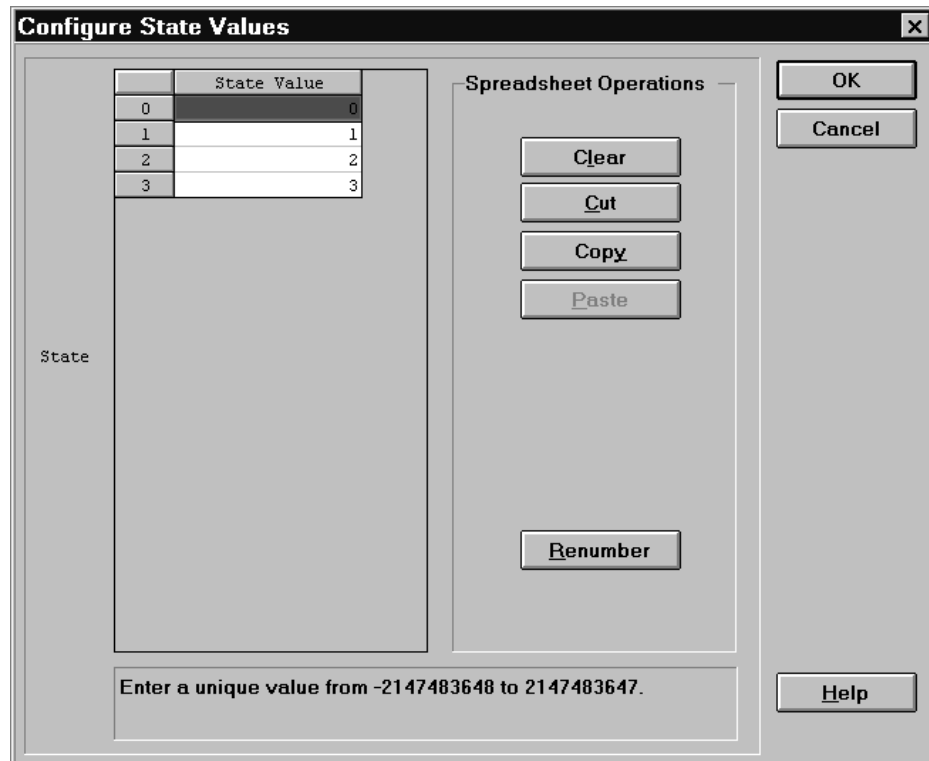 Configure State Values
State Value
0 0
1 1
2 2
3 3
State
Spreadsheet Operations
Clear
Cut
Copy
Paste
Renumber
Enter a unique value from -2147483648 to 2147483647.
OK
Cancel
Help